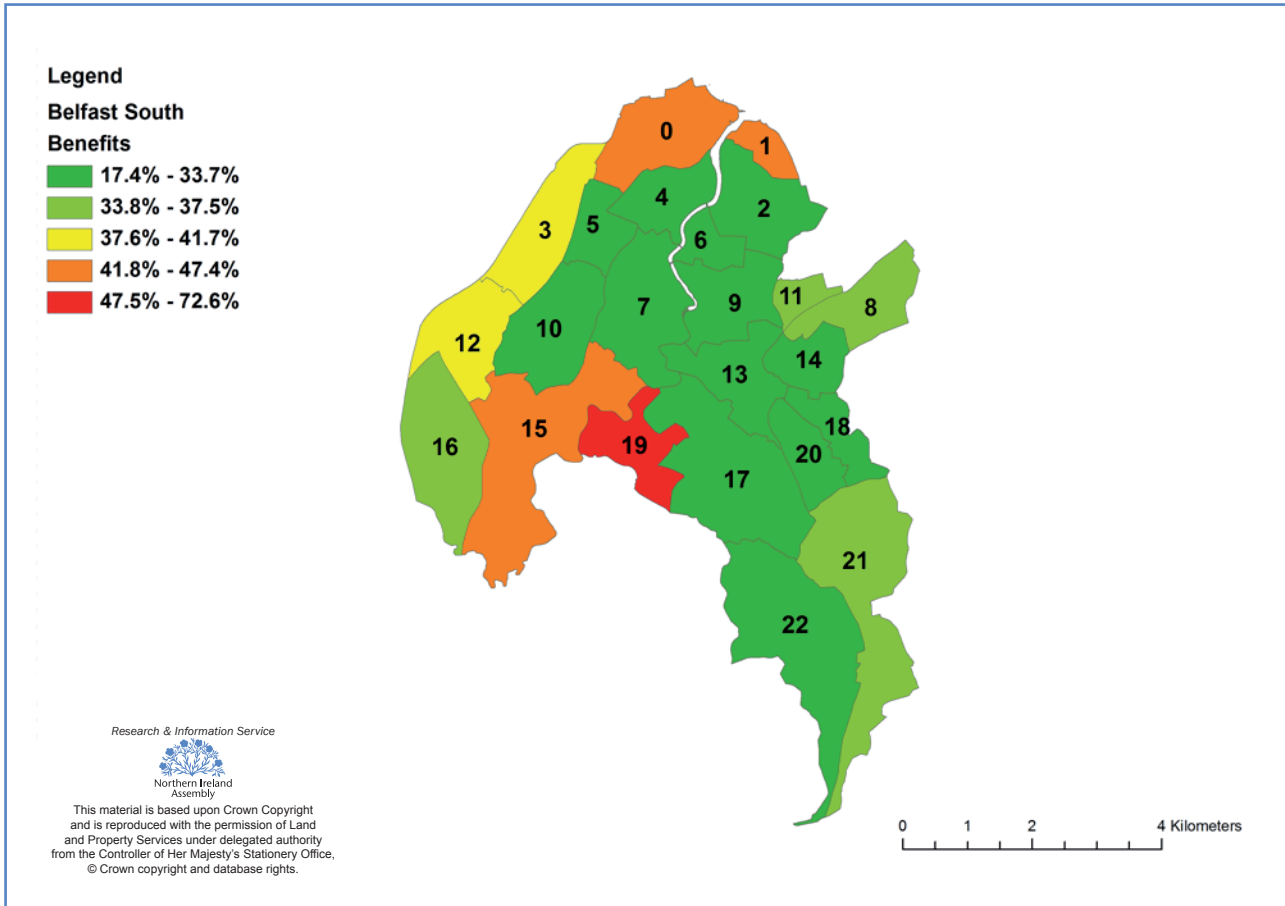 Legend
Belfast South
Benefits
17.4% - 33.7%
33.8% - 37.5%
37.6% - 41.7%
41.8% - 47.4%
47.5% - 72.6%
0
1
4
2
5
3
6
11
7
9
8
10
12
14
13
18
15
19
16
20
17
21
22
Research & Information Service
Northern Ireland
Assembly
This material is based upon Crown Copyright
and is reproduced with the permission of Land
and Property Services under delegated authority
from the Controller of Her Majesty's Stationery Office,
© Crown copyright and database rights.
0 1 2 4 Kilometers